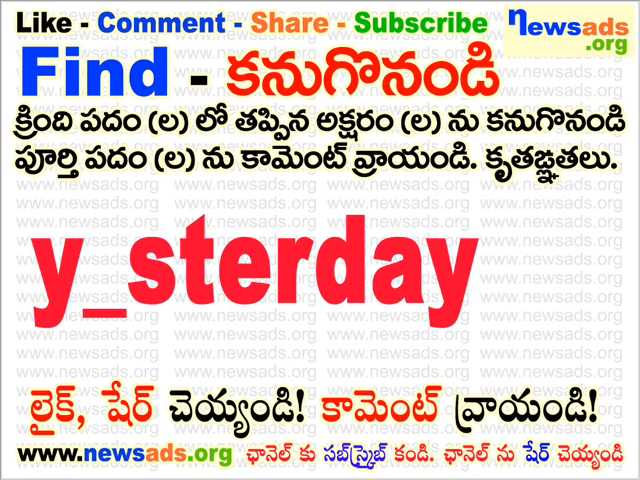 Like - Comment - Share - Subscribe
newsads
.org
Find - కనుగొనండి
క్రింది పదం (ల) లో తప్పిన అక్షరం (ల) ను కనుగొనండి
పూర్తి పదం (ల) ను కామెంట్ వ్రాయండి. కృతఙ్ఞతలు.
y_sterday
లైక్, షేర్ చెయ్యండి! కామెంట్ వ్రాయండి!
www.newsads.org ఛానెల్ కు సబ్‌స్క్రైబ్ కండి. ఛానెల్ ను షేర్ చెయ్యండి